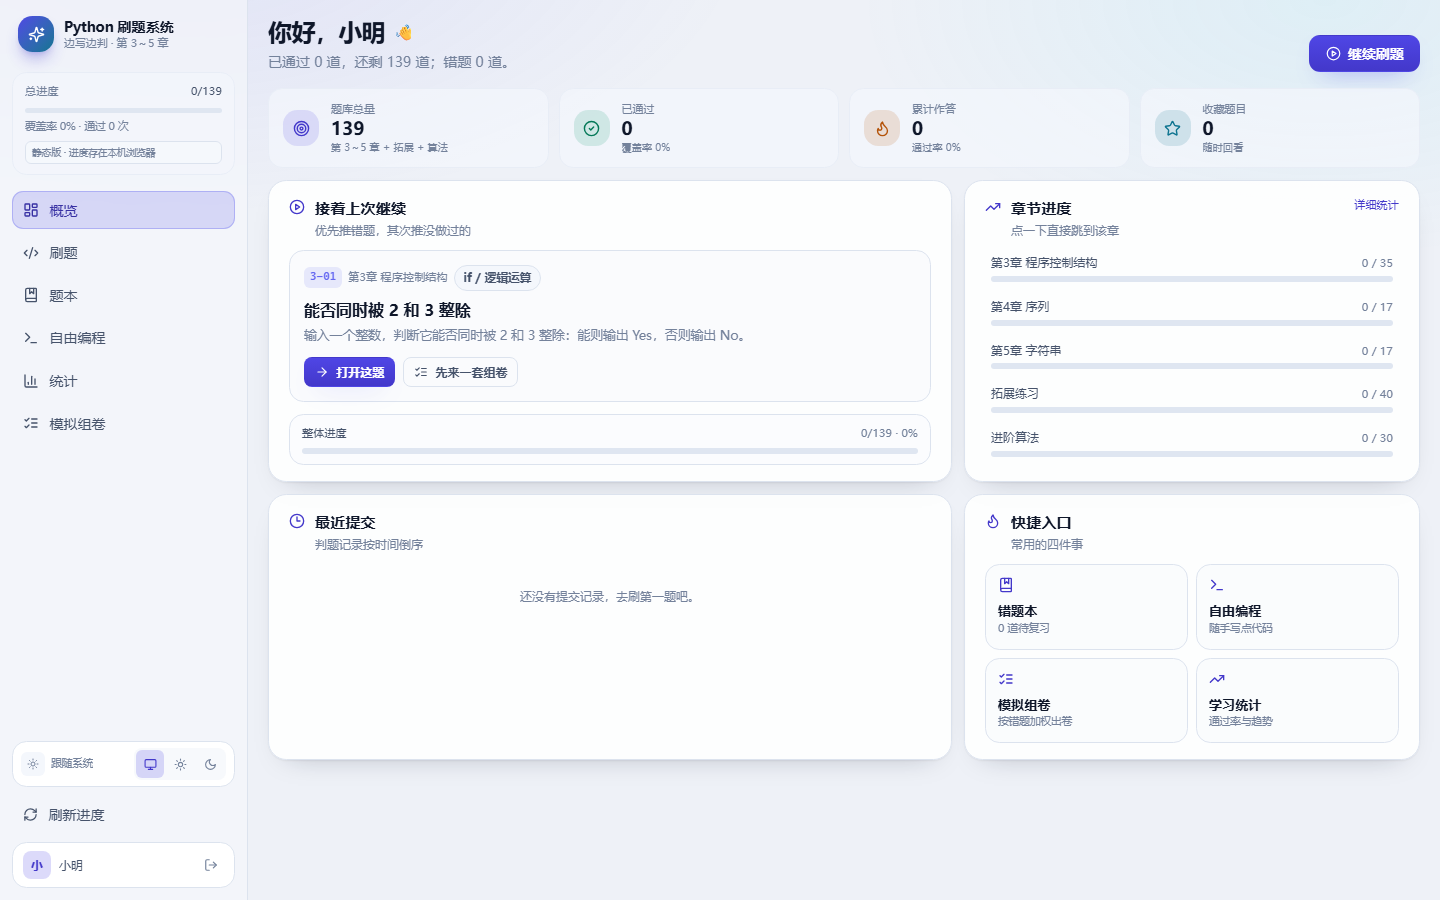 Python 刷题系统
边写边判 · 第 3 ~ 5 章
总进度 0/139
覆盖率 0% · 通过 0 次
静态版 · 进度存在本机浏览器
概览
刷题
题本
自由编程
统计
模拟组卷
跟随系统
刷新进度
小 小明
你好，小明 👋
已通过 0 道，还剩 139 道；错题 0 道。
继续刷题
题库总量
139
第 3 ~ 5 章 + 拓展 + 算法
已通过
0
覆盖率 0%
累计作答
0
通过率 0%
收藏题目
0
随时回看
接着上次继续
优先推错题，其次推没做过的
3-01 第3章 程序控制结构 if / 逻辑运算
能否同时被 2 和 3 整除
输入一个整数，判断它能否同时被 2 和 3 整除：能则输出 Yes，否则输出 No。
打开这题 先来一套组卷
整体进度 0/139 · 0%
章节进度 详细统计
点一下直接跳到该章
第3章 程序控制结构 0 / 35
第4章 序列 0 / 17
第5章 字符串 0 / 17
拓展练习 0 / 40
进阶算法 0 / 30
最近提交
判题记录按时间倒序
还没有提交记录，去刷第一题吧。
快捷入口
常用的四件事
错题本
0 道待复习
自由编程
随手写点代码
模拟组卷
按错题加权出卷
学习统计
通过率与趋势